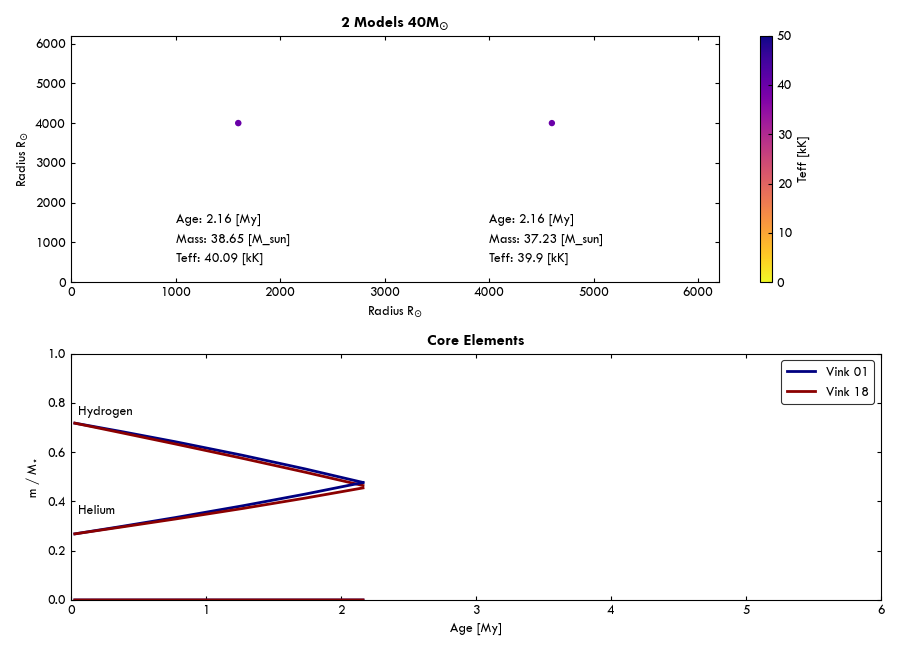 2 Models 40M⊙
6000
5000
4000
3000
2000
1000
0
Radius R⊙
Age: 2.16 [My]
Mass: 38.65 [M_sun]
Teff: 40.09 [kK]
Age: 2.16 [My]
Mass: 37.23 [M_sun]
Teff: 39.9 [kK]
0 1000 2000 3000 4000 5000 6000
Radius R⊙
50
40
30
20
10
0
Teff [kK]
Core Elements
1.0
0.8
0.6
0.4
0.2
0.0
m / M⋆
Hydrogen
Helium
Vink 01
Vink 18
0 1 2 3 4 5 6
Age [My]